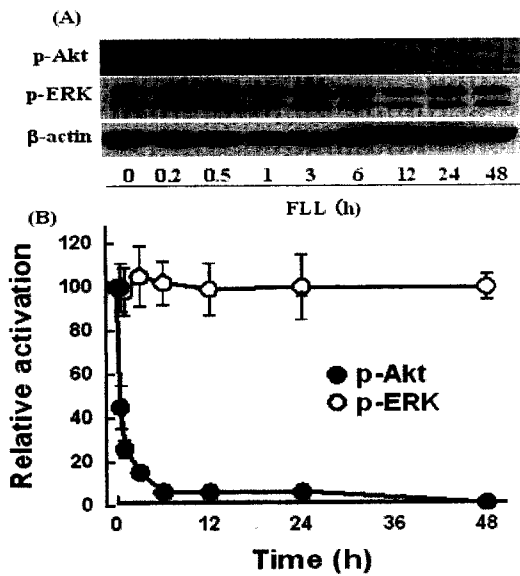 (A)
p-Akt
p-ERK
β-actin
0 0.2 0.5 1 3 6 12 24 48
FLL (h)
(B)
120
100
80
60
40
20
0
Relative activation
p-Akt
p-ERK
0 12 24 36 48
Time (h)